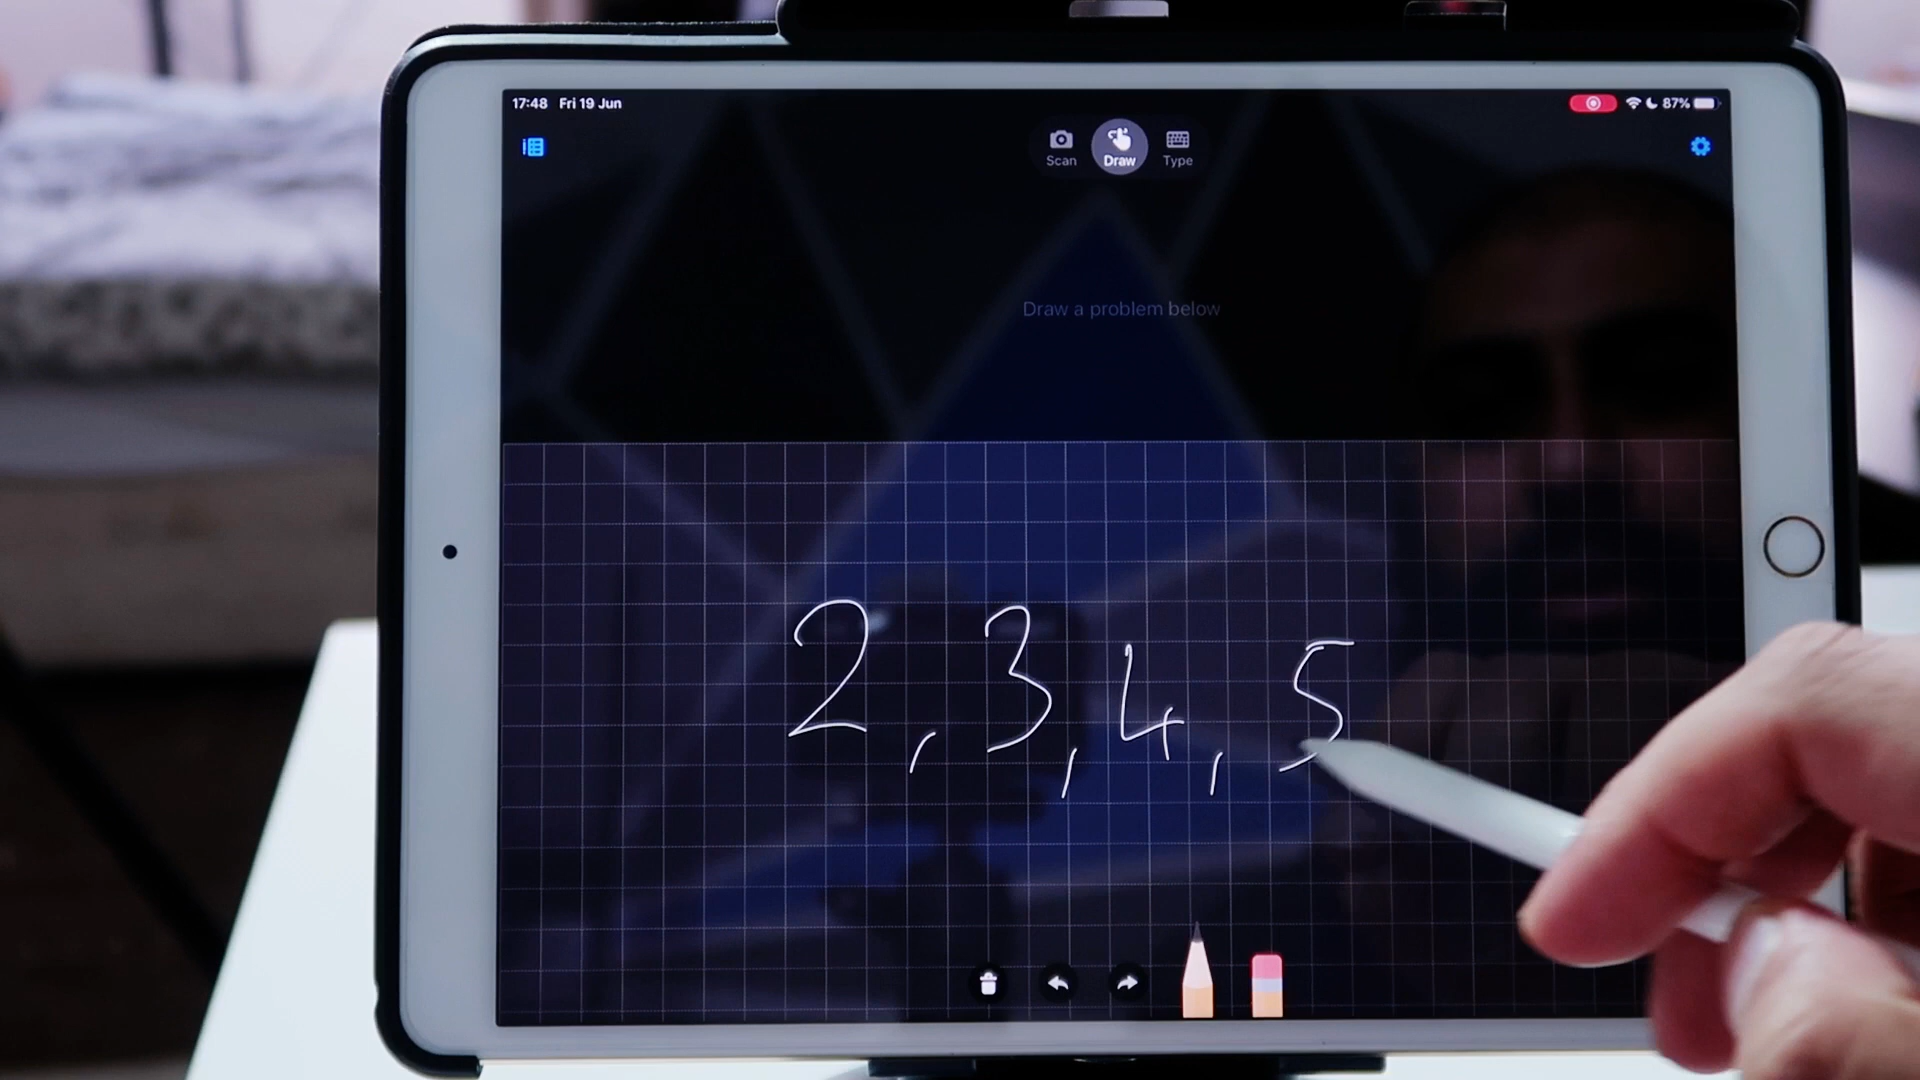 17:48 Fri 19 Jun 87%
Scan Draw Type
Draw a problem below
2, 3, 4, 5